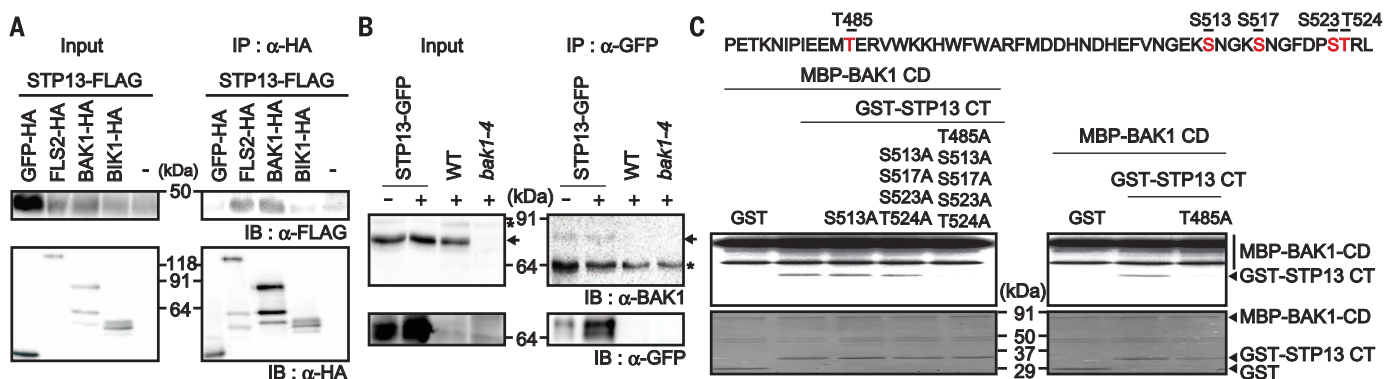 A
Input
IP : α-HA
STP13-FLAG
STP13-FLAG
GFP-HA
FLS2-HA
BAK1-HA
BIK1-HA
-
(kDa)
GFP-HA
FLS2-HA
BAK1-HA
BIK1-HA
-
50
IB : α-FLAG
118
91
64
IB : α-HA
B
Input
IP : α-GFP
STP13-GFP
WT
bak1-4
STP13-GFP
WT
bak1-4
- + + +
(kDa)
- + + +
91
*
64
*
IB : α-BAK1
64
IB : α-GFP
C
T485 S513 S517 S523 T524
PETKNIPIEEMTERVWKKHWFWARFMDDHNDHEFVNGEKSNGKSNGFDPSTRL
MBP-BAK1 CD
GST-STP13 CT
T485A
S513A S513A
S517A S517A
S523A S523A
GST S513A T524A T524A
MBP-BAK1 CD
GST-STP13 CT
GST T485A
MBP-BAK1-CD
GST-STP13 CT
(kDa)
91
50
37
29
MBP-BAK1-CD
GST-STP13 CT
GST